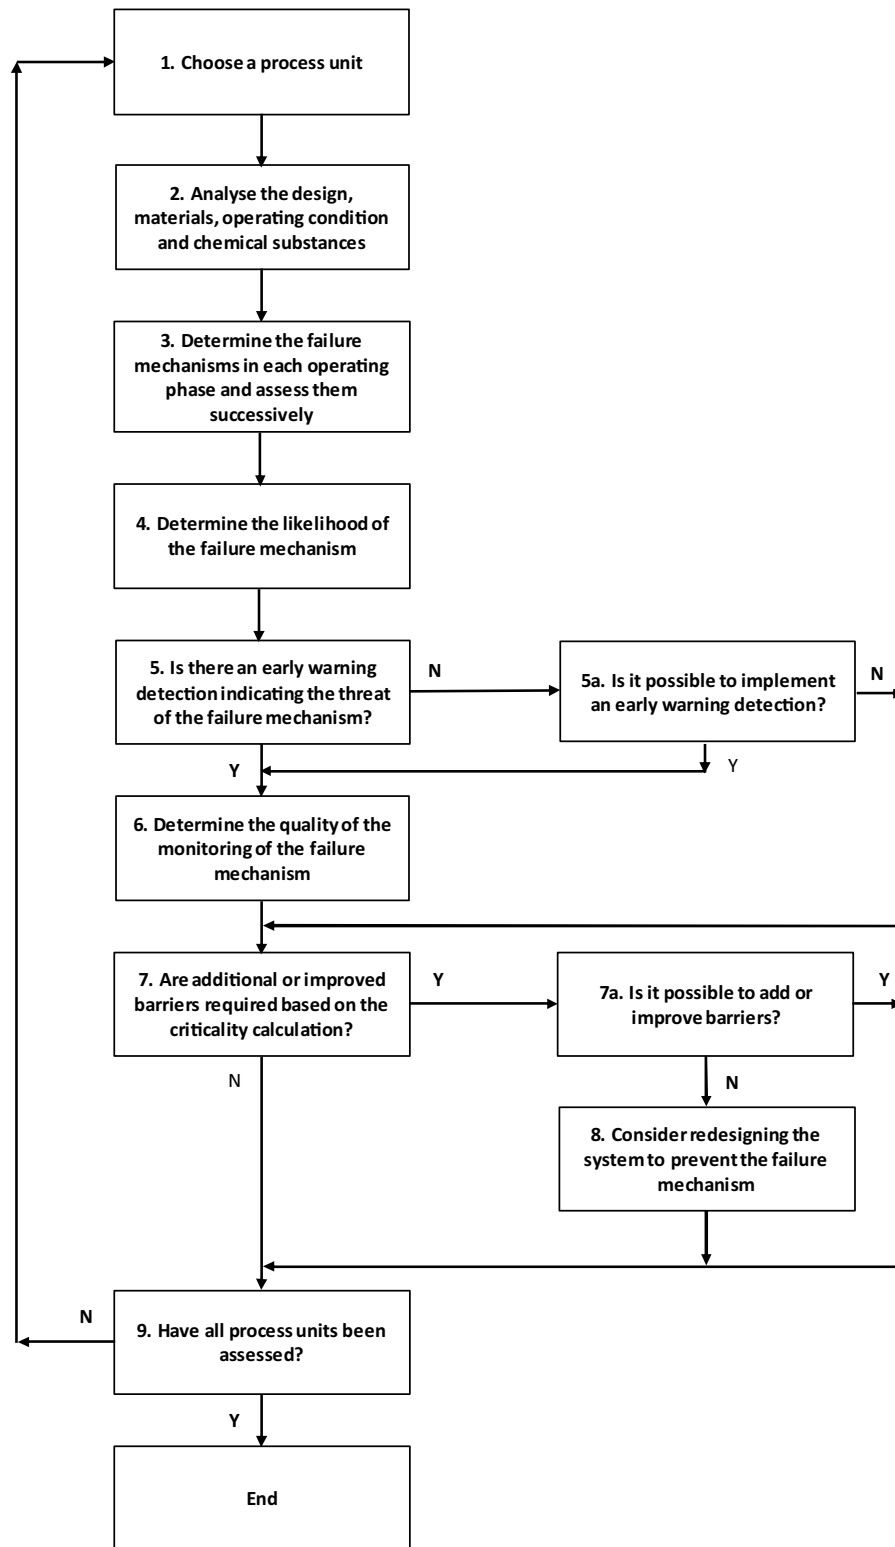 1. Choose a process unit
2. Analyse the design,
materials, operating condition
and chemical substances
3. Determine the failure
mechanisms in each operating
phase and assess them
successively
4. Determine the likelihood of
the failure mechanism
5. Is there an early warning
detection indicating the threat
of the failure mechanism?
N
5a. Is it possible to implement
an early warning detection?
N
Y
Y
6. Determine the quality of the
monitoring of the failure
mechanism
7. Are additional or improved
barriers required based on the
criticality calculation?
Y
7a. Is it possible to add or
improve barriers?
Y
N
N
8. Consider redesigning the
system to prevent the failure
mechanism
N
9. Have all process units been
assessed?
Y
End